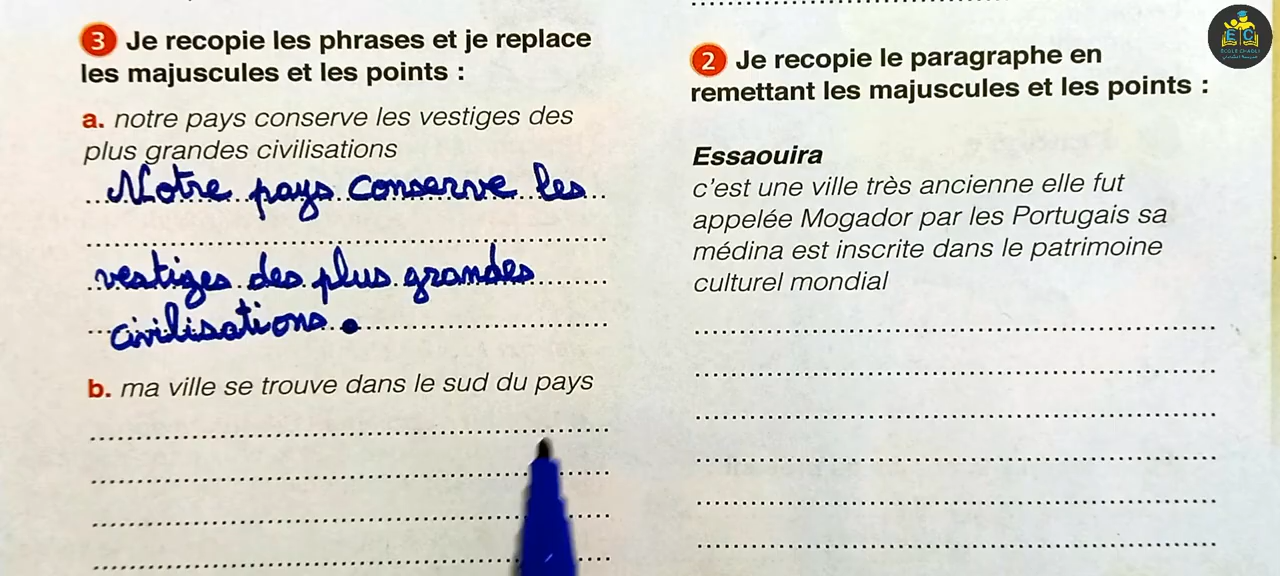 3 Je recopie les phrases et je replace
les majuscules et les points :
a. notre pays conserve les vestiges des
plus grandes civilisations
Notre pays conserve les
vestiges des plus grandes
civilisations.
b. ma ville se trouve dans le sud du pays
2 Je recopie le paragraphe en
remettant les majuscules et les points :
Essaouira
c'est une ville très ancienne elle fut
appelée Mogador par les Portugais sa
médina est inscrite dans le patrimoine
culturel mondial
E C